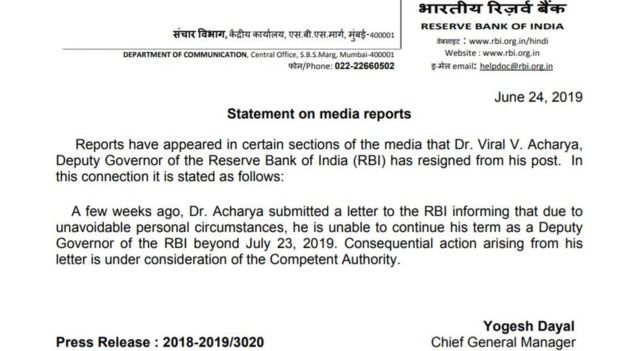 भारतीय रिज़र्व बैंक
संचार विभाग, केंद्रीय कार्यालय, एस.बी.एस.मार्ग, मुंबई-400001
RESERVE BANK OF INDIA
वेबसाइट : www.rbi.org.in/hindi
DEPARTMENT OF COMMUNICATION, Central Office, S.B.S.Marg, Mumbai-400001
Website : www.rbi.org.in
फोन/Phone: 022-22660502
इ-मेल email: helpdoc@rbi.org.in
June 24, 2019
Statement on media reports
Reports have appeared in certain sections of the media that Dr. Viral V. Acharya,
Deputy Governor of the Reserve Bank of India (RBI) has resigned from his post. In
this connection it is stated as follows:
A few weeks ago, Dr. Acharya submitted a letter to the RBI informing that due to
unavoidable personal circumstances, he is unable to continue his term as a Deputy
Governor of the RBI beyond July 23, 2019. Consequential action arising from his
letter is under consideration of the Competent Authority.
Yogesh Dayal
Press Release : 2018-2019/3020
Chief General Manager